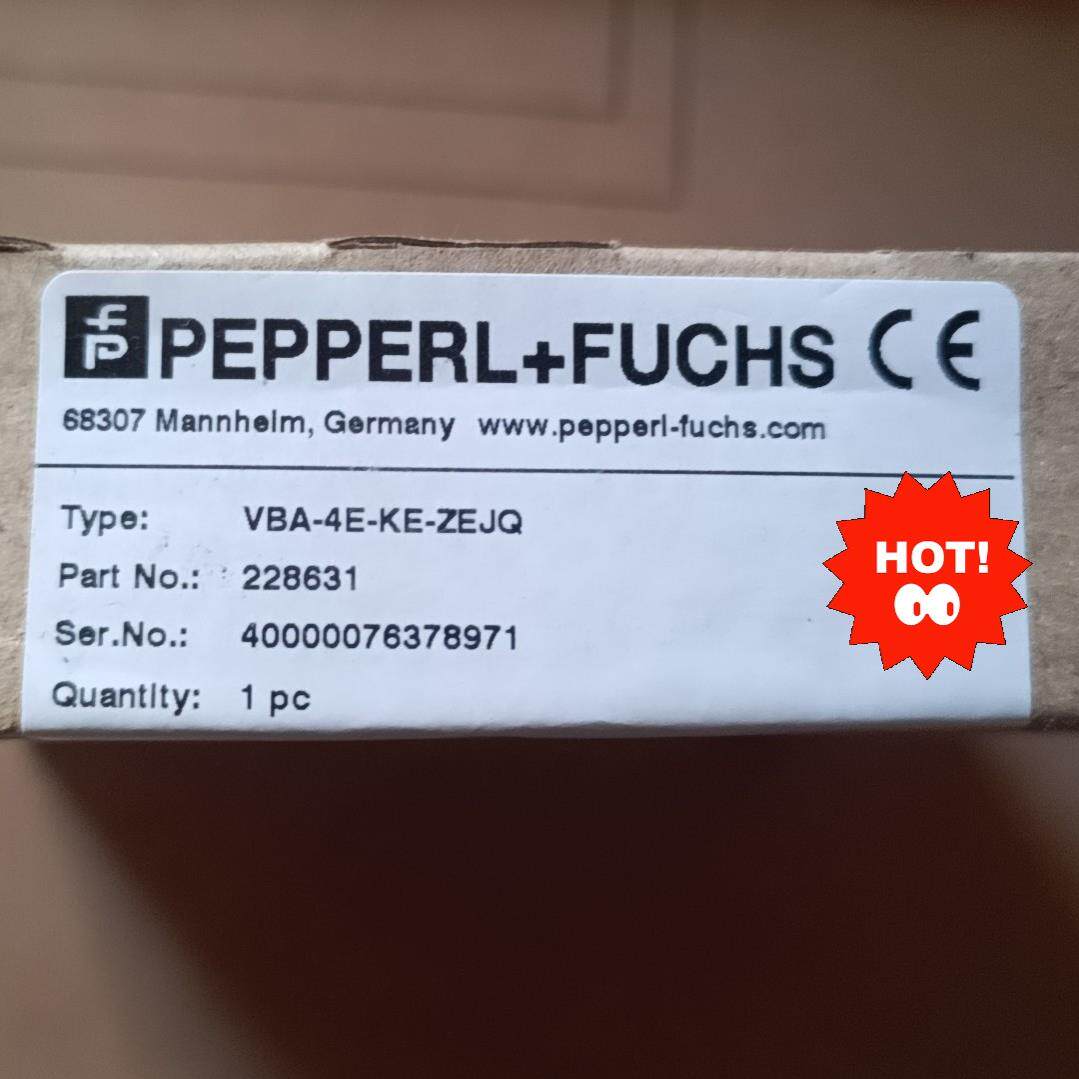 PEPPERL+FUCHS CE
68307 Mannheim, Germany www.pepperl-fuchs.com
Type: VBA-4E-KE-ZEJQ
Part No.: 228631
Ser.No.: 40000076378971
Quantity: 1 pc
HOT!